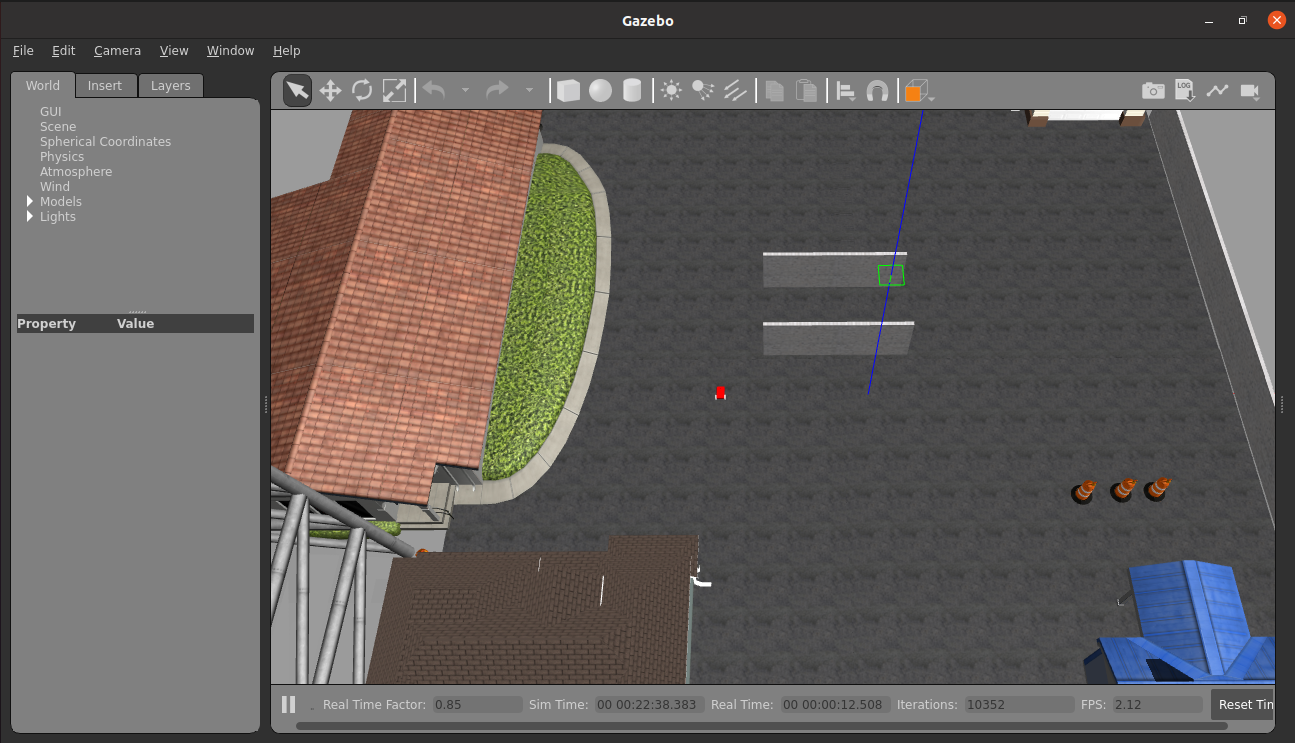 Gazebo
File Edit Camera View Window Help
World Insert Layers
LOG
GUI
Scene
Spherical Coordinates
Physics
Atmosphere
Wind
Models
Lights
Property Value
Real Time Factor: 0.85 Sim Time: 00 00:22:38.383 Real Time: 00 00:00:12.508 Iterations: 10352 FPS: 2.12 Reset Tin